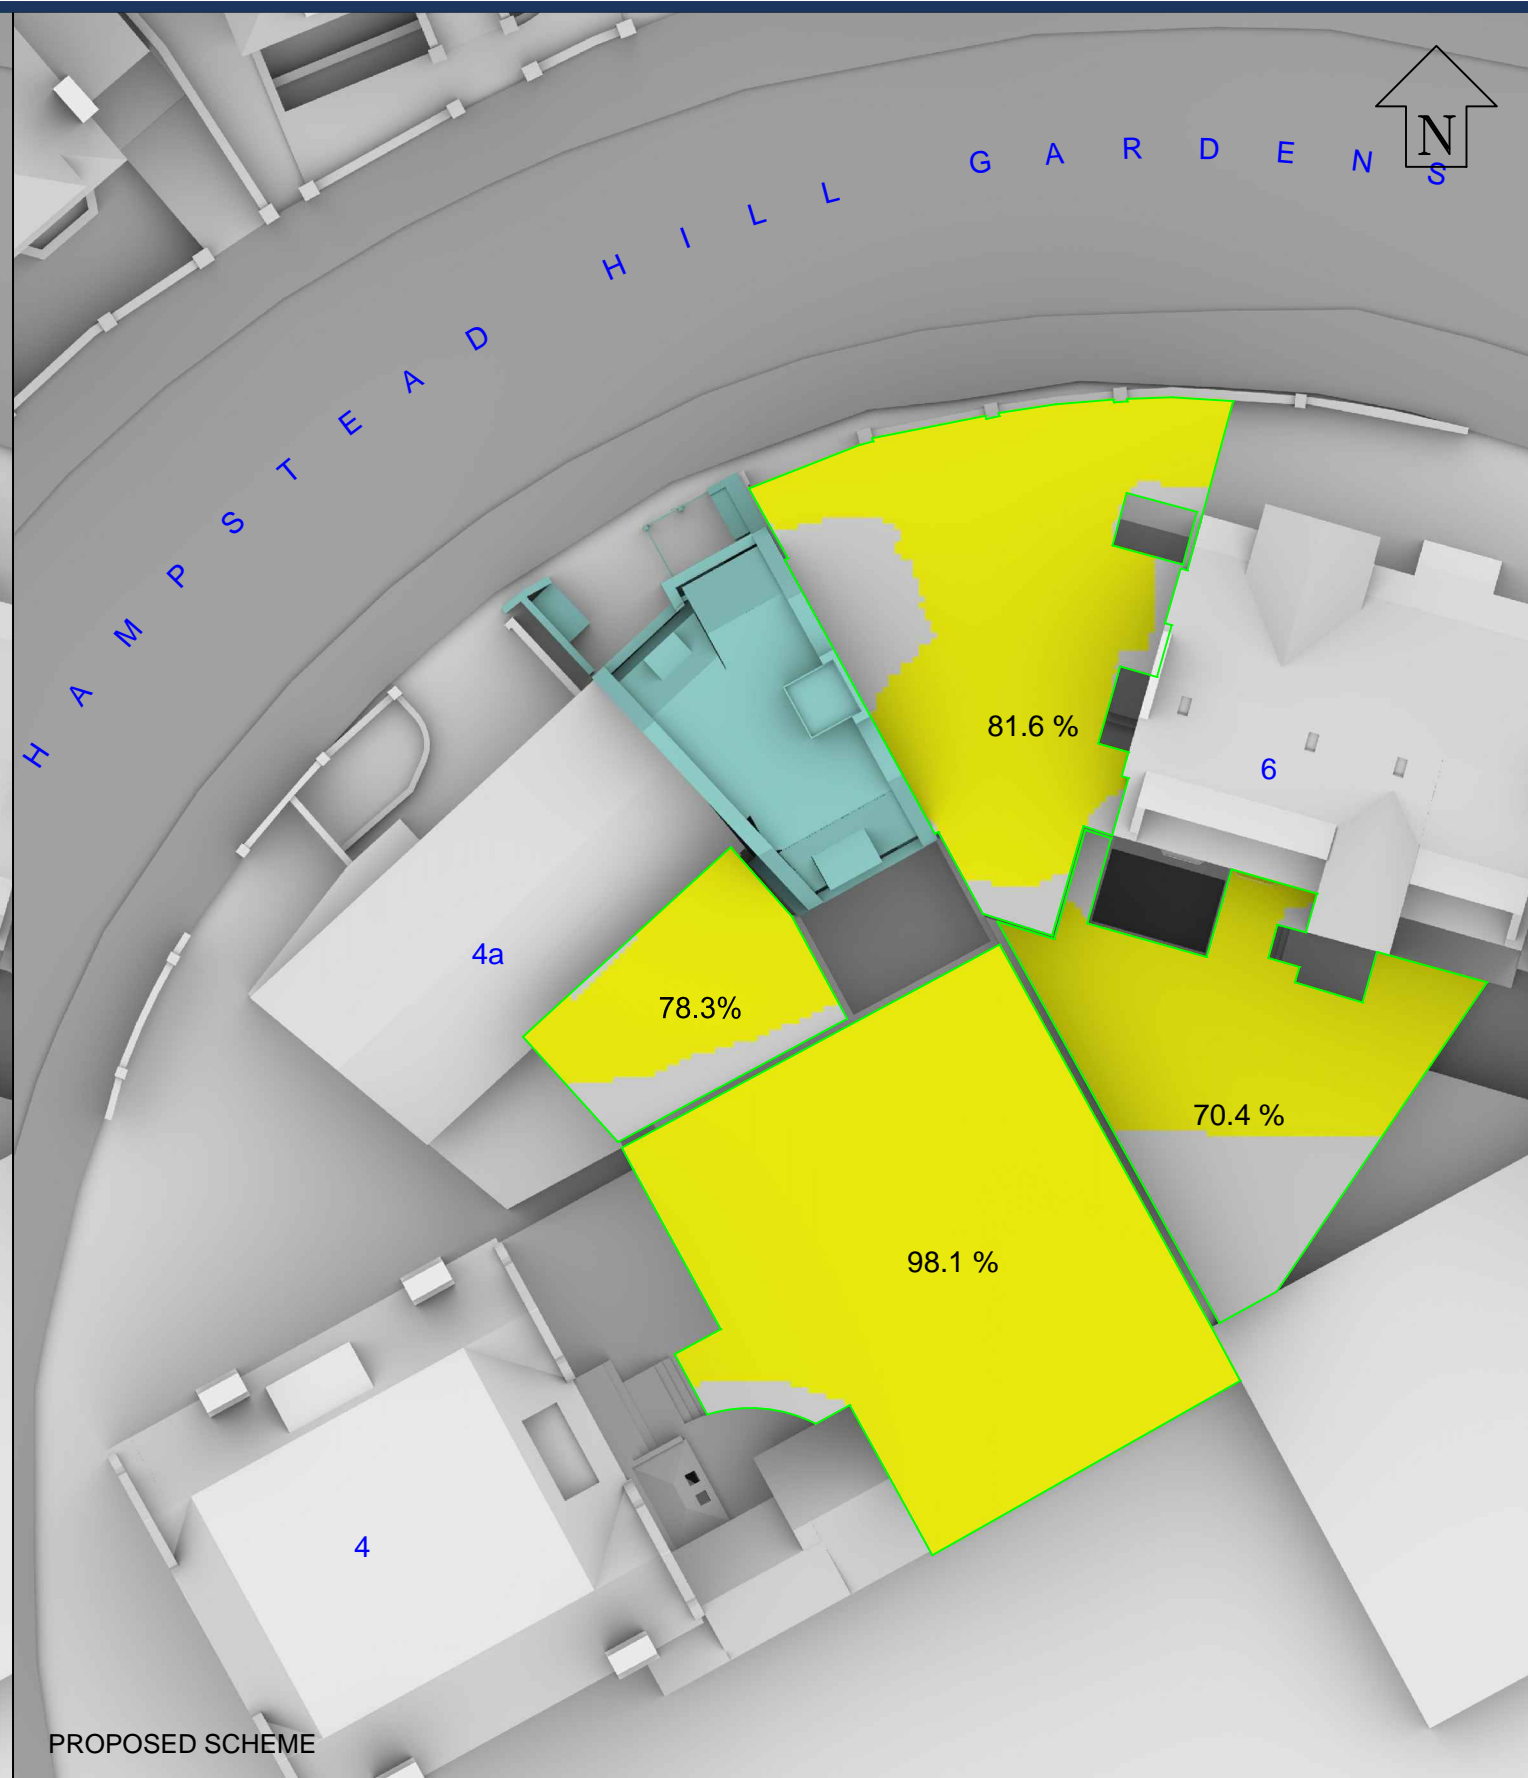 N
HAMPSTEAD HILL GARDENS
81.6 %
6
4a
78.3%
70.4 %
98.1 %
4
PROPOSED SCHEME